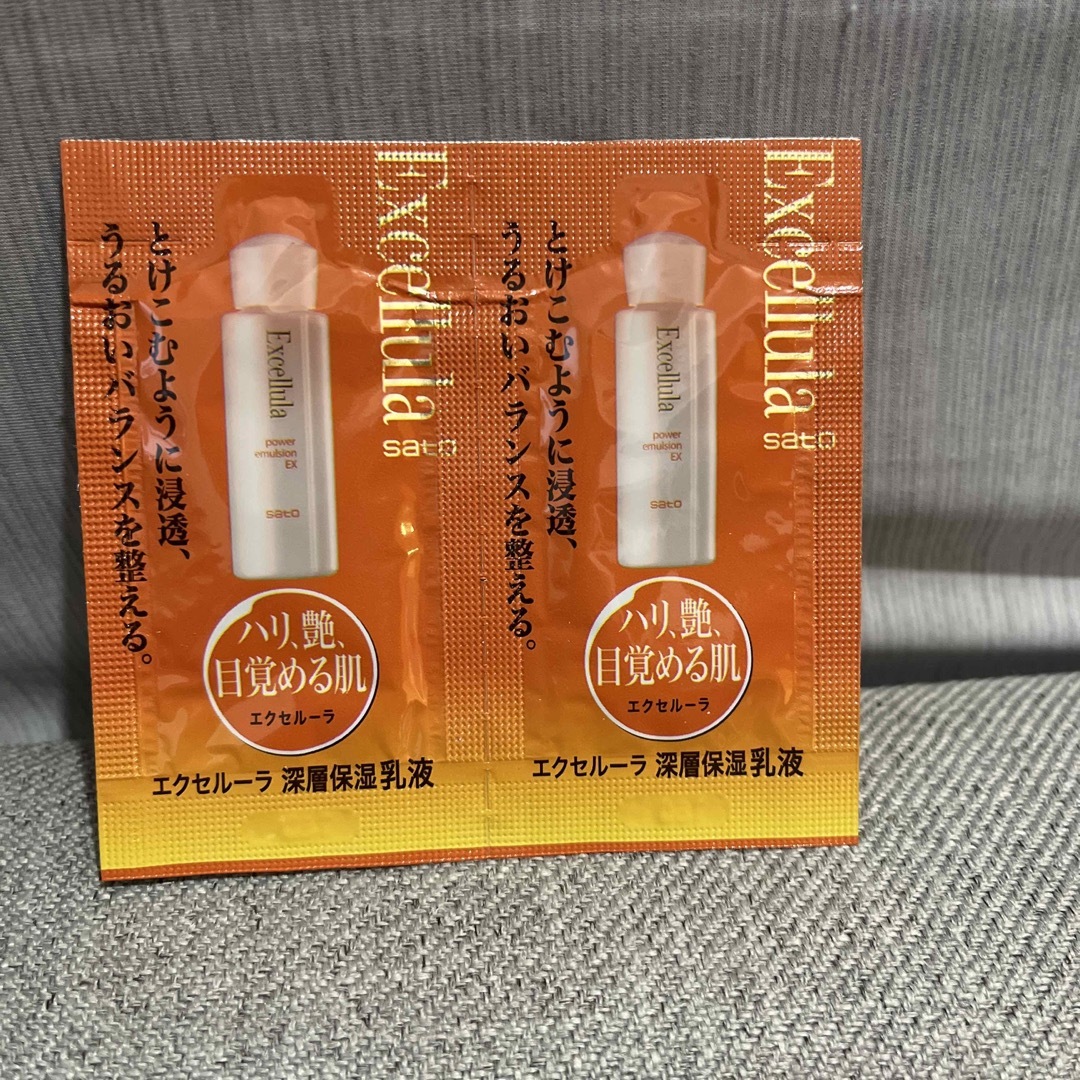 とけこむように浸透、
うるおいバランスを整える。
Excellula
sato
Excellula
power
emulsion
EX
sato
ハリ、艶、
目覚める肌
エクセルーラ
エクセルーラ 深層保湿乳液
とけこむように浸透、
うるおいバランスを整える。
Excellula
sato
Excellula
power
emulsion
EX
sato
ハリ、艶、
目覚める肌
エクセルーラ
エクセルーラ 深層保湿乳液